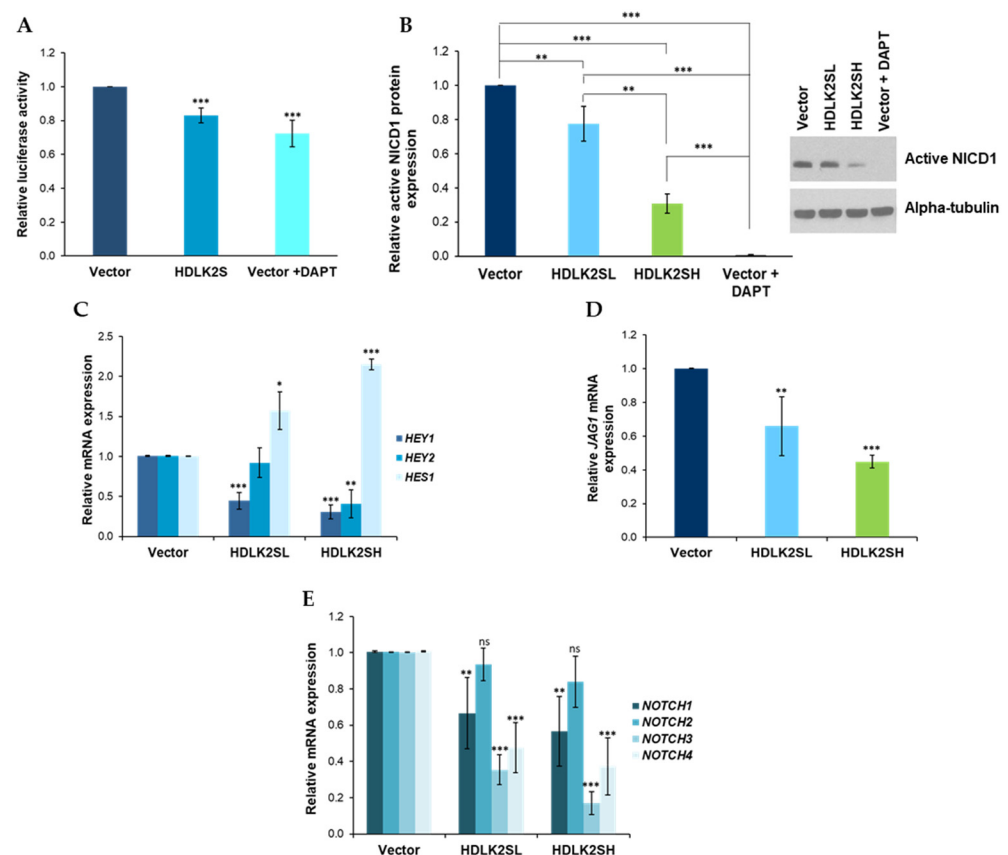 A
Relative luciferase activity
1.2
1.0
0.8
0.6
0.4
0.2
0.0
***
***
Vector
HDLK2S
Vector +DAPT
B
Relative active NICD1 protein
expression
1.2
1.0
0.8
0.6
0.4
0.2
0.0
***
***
**
***
**
***
Vector
HDLK2SL
HDLK2SH
Vector +
DAPT
Vector
HDLK2SL
HDLK2SH
Vector + DAPT
Active NICD1
Alpha-tubulin
C
Relative mRNA expression
2.5
2.0
1.5
1.0
0.5
0.0
***
*
***
**
***
Vector
HDLK2SL
HDLK2SH
HEY1
HEY2
HES1
D
Relative JAG1 mRNA
expression
1.2
1.0
0.8
0.6
0.4
0.2
0.0
**
***
Vector
HDLK2SL
HDLK2SH
E
Relative mRNA expression
1.2
1.0
0.8
0.6
0.4
0.2
0.0
**
ns
***
***
**
ns
***
***
Vector
HDLK2SL
HDLK2SH
NOTCH1
NOTCH2
NOTCH3
NOTCH4